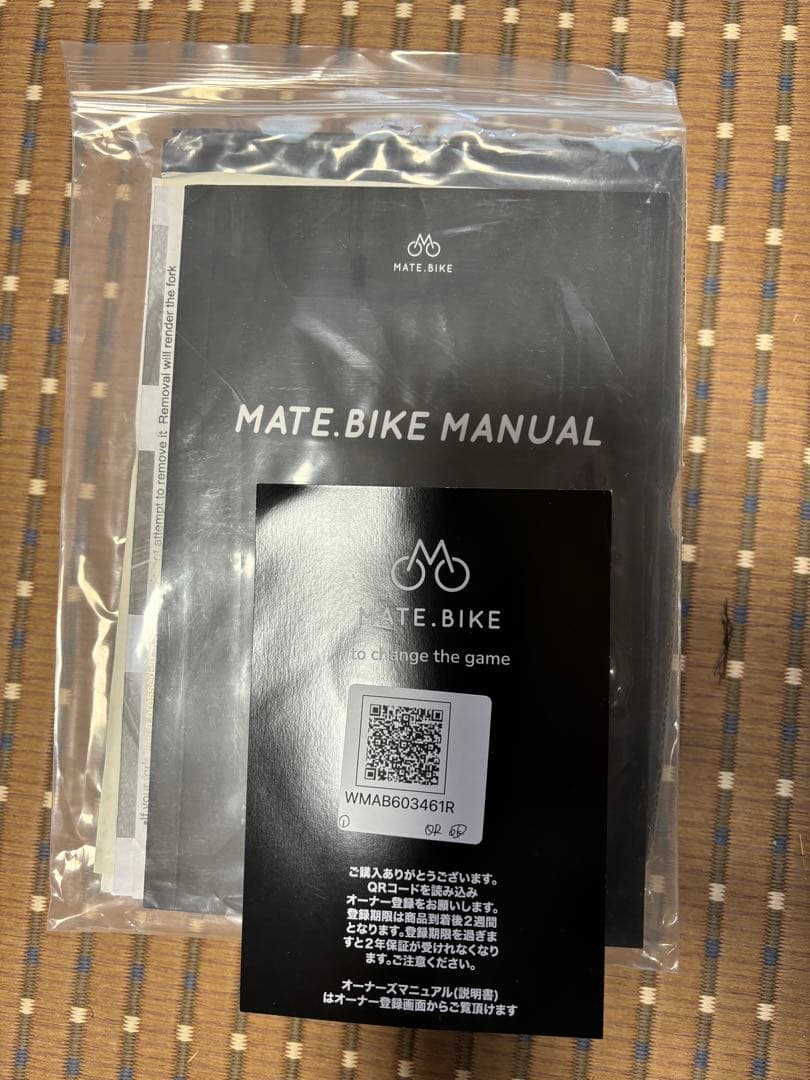 MATE.BIKE
MATE.BIKE MANUAL
attempt to remove it Removal will render the fork
If your fork
MATE.BIKE
to change the game
WMAB603461R
ご購入ありがとうございます。
QRコードを読み込み
オーナー登録をお願いします。
登録期限は商品到着後2週間
となります。登録期限を過ぎま
すと2年保証が受けれなくなり
ます。ご注意ください。
オーナーズマニュアル(説明書)
はオーナー登録画面からご覧頂けます